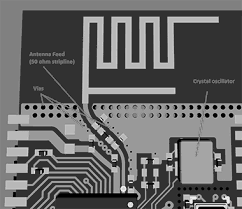 Antenna Feed
(50 ohm stripline)
Crystal oscillator
Vias